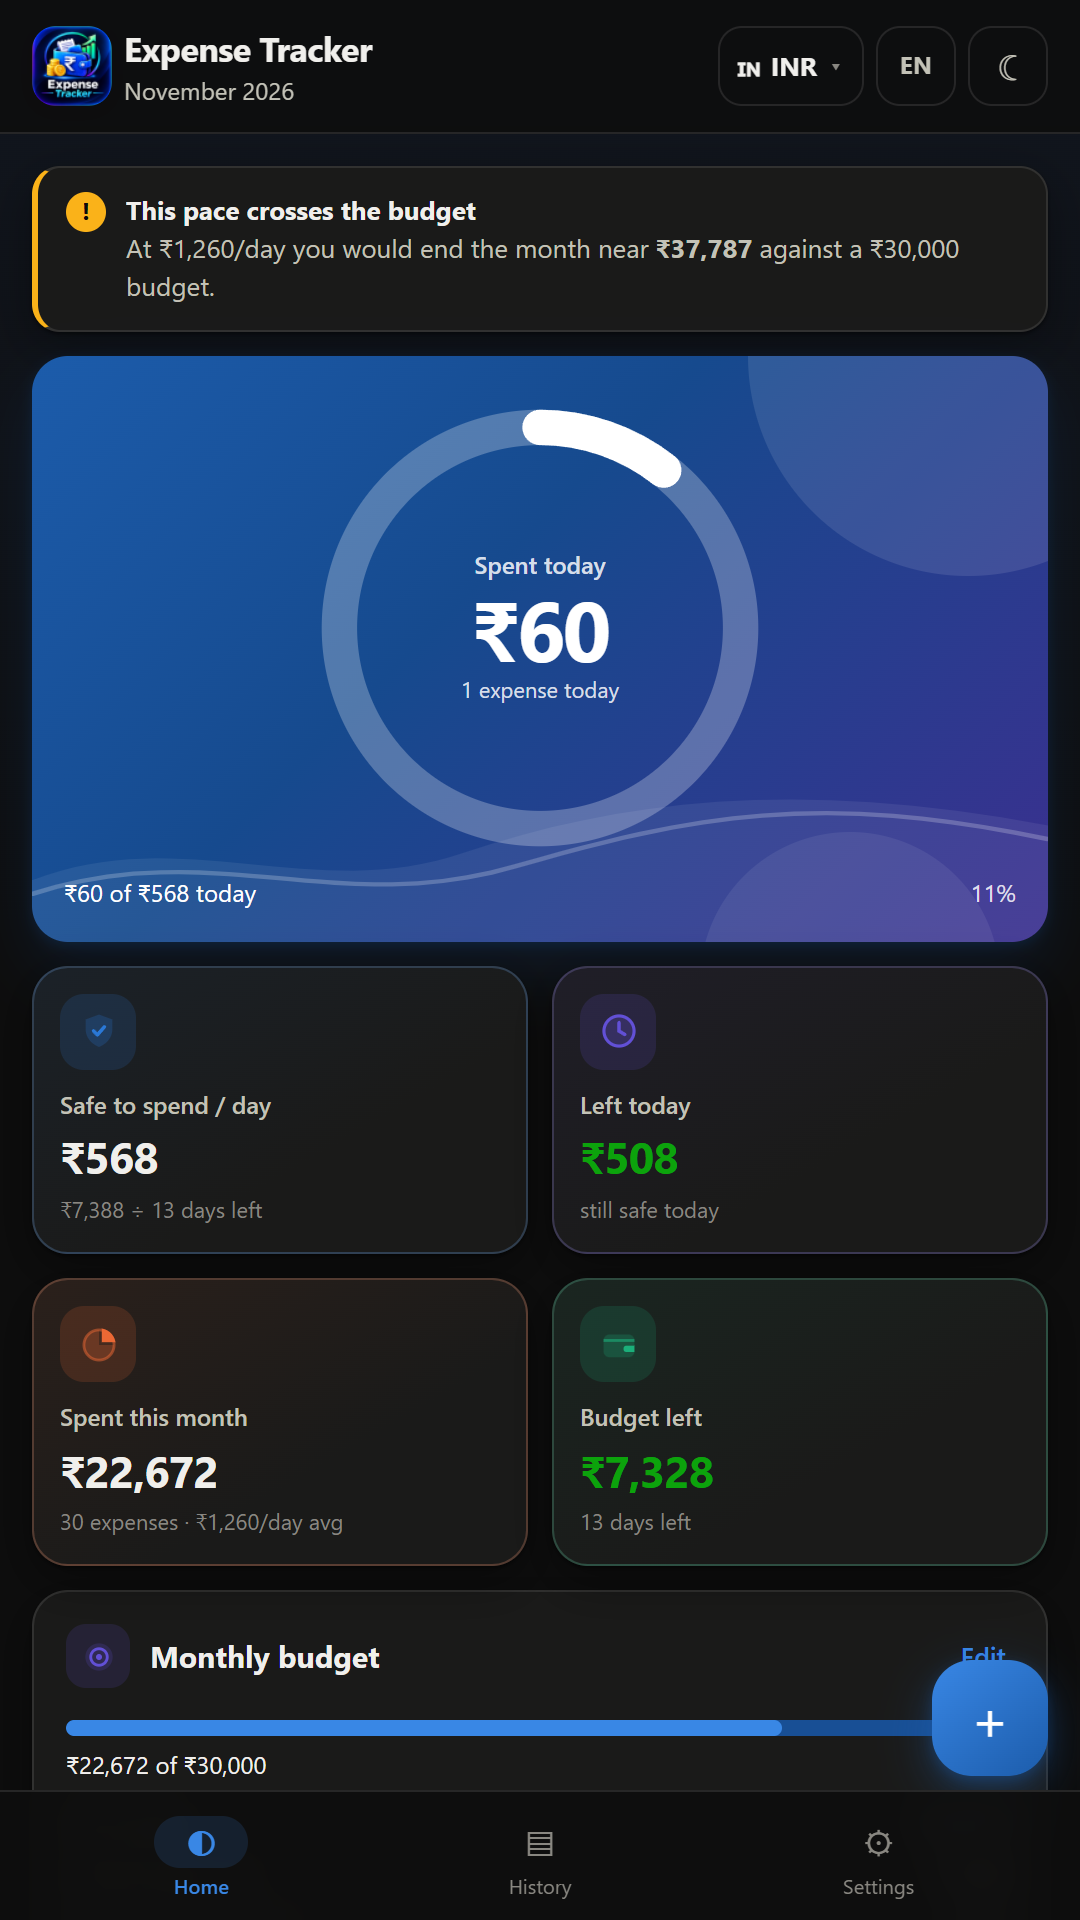 Expense Tracker
Expense Tracker
November 2026
IN INR ▾
EN
This pace crosses the budget
At ₹1,260/day you would end the month near ₹37,787 against a ₹30,000
budget.
Spent today
₹60
1 expense today
₹60 of ₹568 today
11%
Safe to spend / day
₹568
₹7,388 ÷ 13 days left
Left today
₹508
still safe today
Spent this month
₹22,672
30 expenses · ₹1,260/day avg
Budget left
₹7,328
13 days left
Monthly budget
Edit
₹22,672 of ₹30,000
+
Home
History
Settings